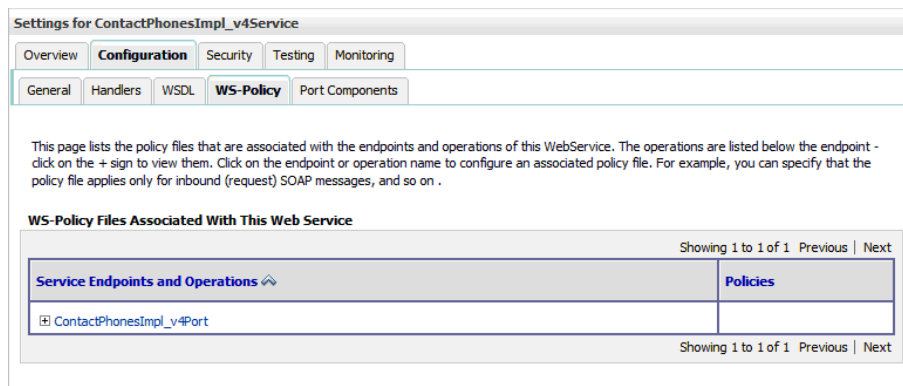 Settings for ContactPhonesImpl_v4Service
Overview Configuration Security Testing Monitoring
General Handlers WSDL WS-Policy Port Components
This page lists the policy files that are associated with the endpoints and operations of this WebService. The operations are listed below the endpoint -
click on the + sign to view them. Click on the endpoint or operation name to configure an associated policy file. For example, you can specify that the
policy file applies only for inbound (request) SOAP messages, and so on .
WS-Policy Files Associated With This Web Service
Showing 1 to 1 of 1 Previous | Next
Service Endpoints and Operations Policies
ContactPhonesImpl_v4Port
Showing 1 to 1 of 1 Previous | Next